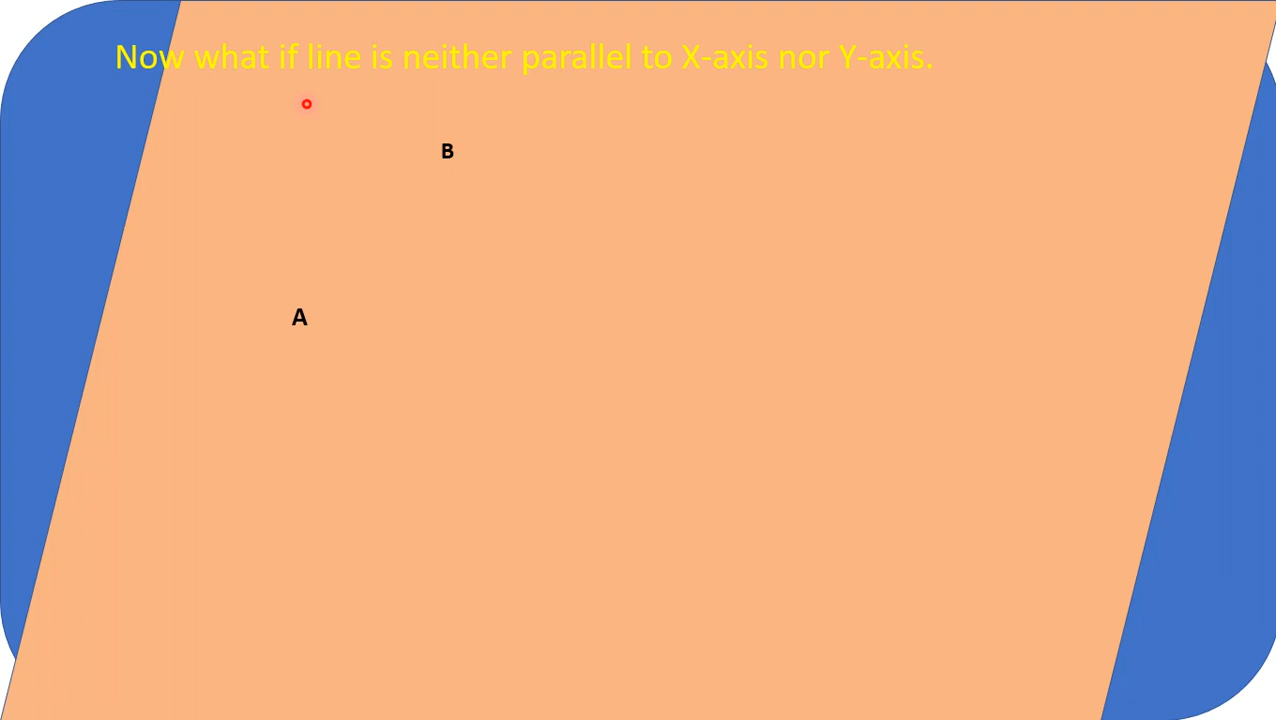 Now what if line is neither parallel to X-axis nor Y-axis.
B
A